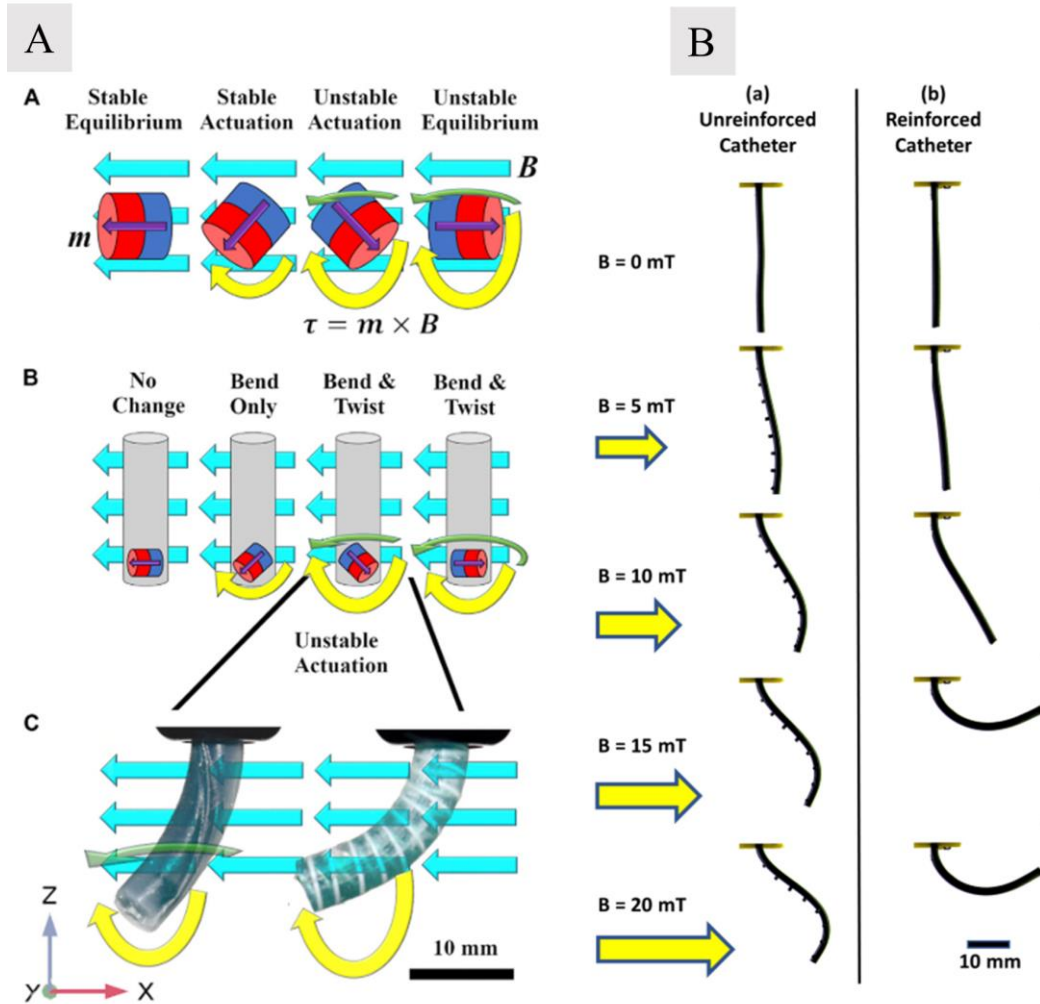 A
A
Stable
Equilibrium
Stable
Actuation
Unstable
Actuation
Unstable
Equilibrium
B
m
τ = m × B
B
No
Change
Bend
Only
Bend &
Twist
Bend &
Twist
Unstable
Actuation
C
Z
Y
X
10 mm
B
(a)
Unreinforced
Catheter
(b)
Reinforced
Catheter
B = 0 mT
B = 5 mT
B = 10 mT
B = 15 mT
B = 20 mT
10 mm